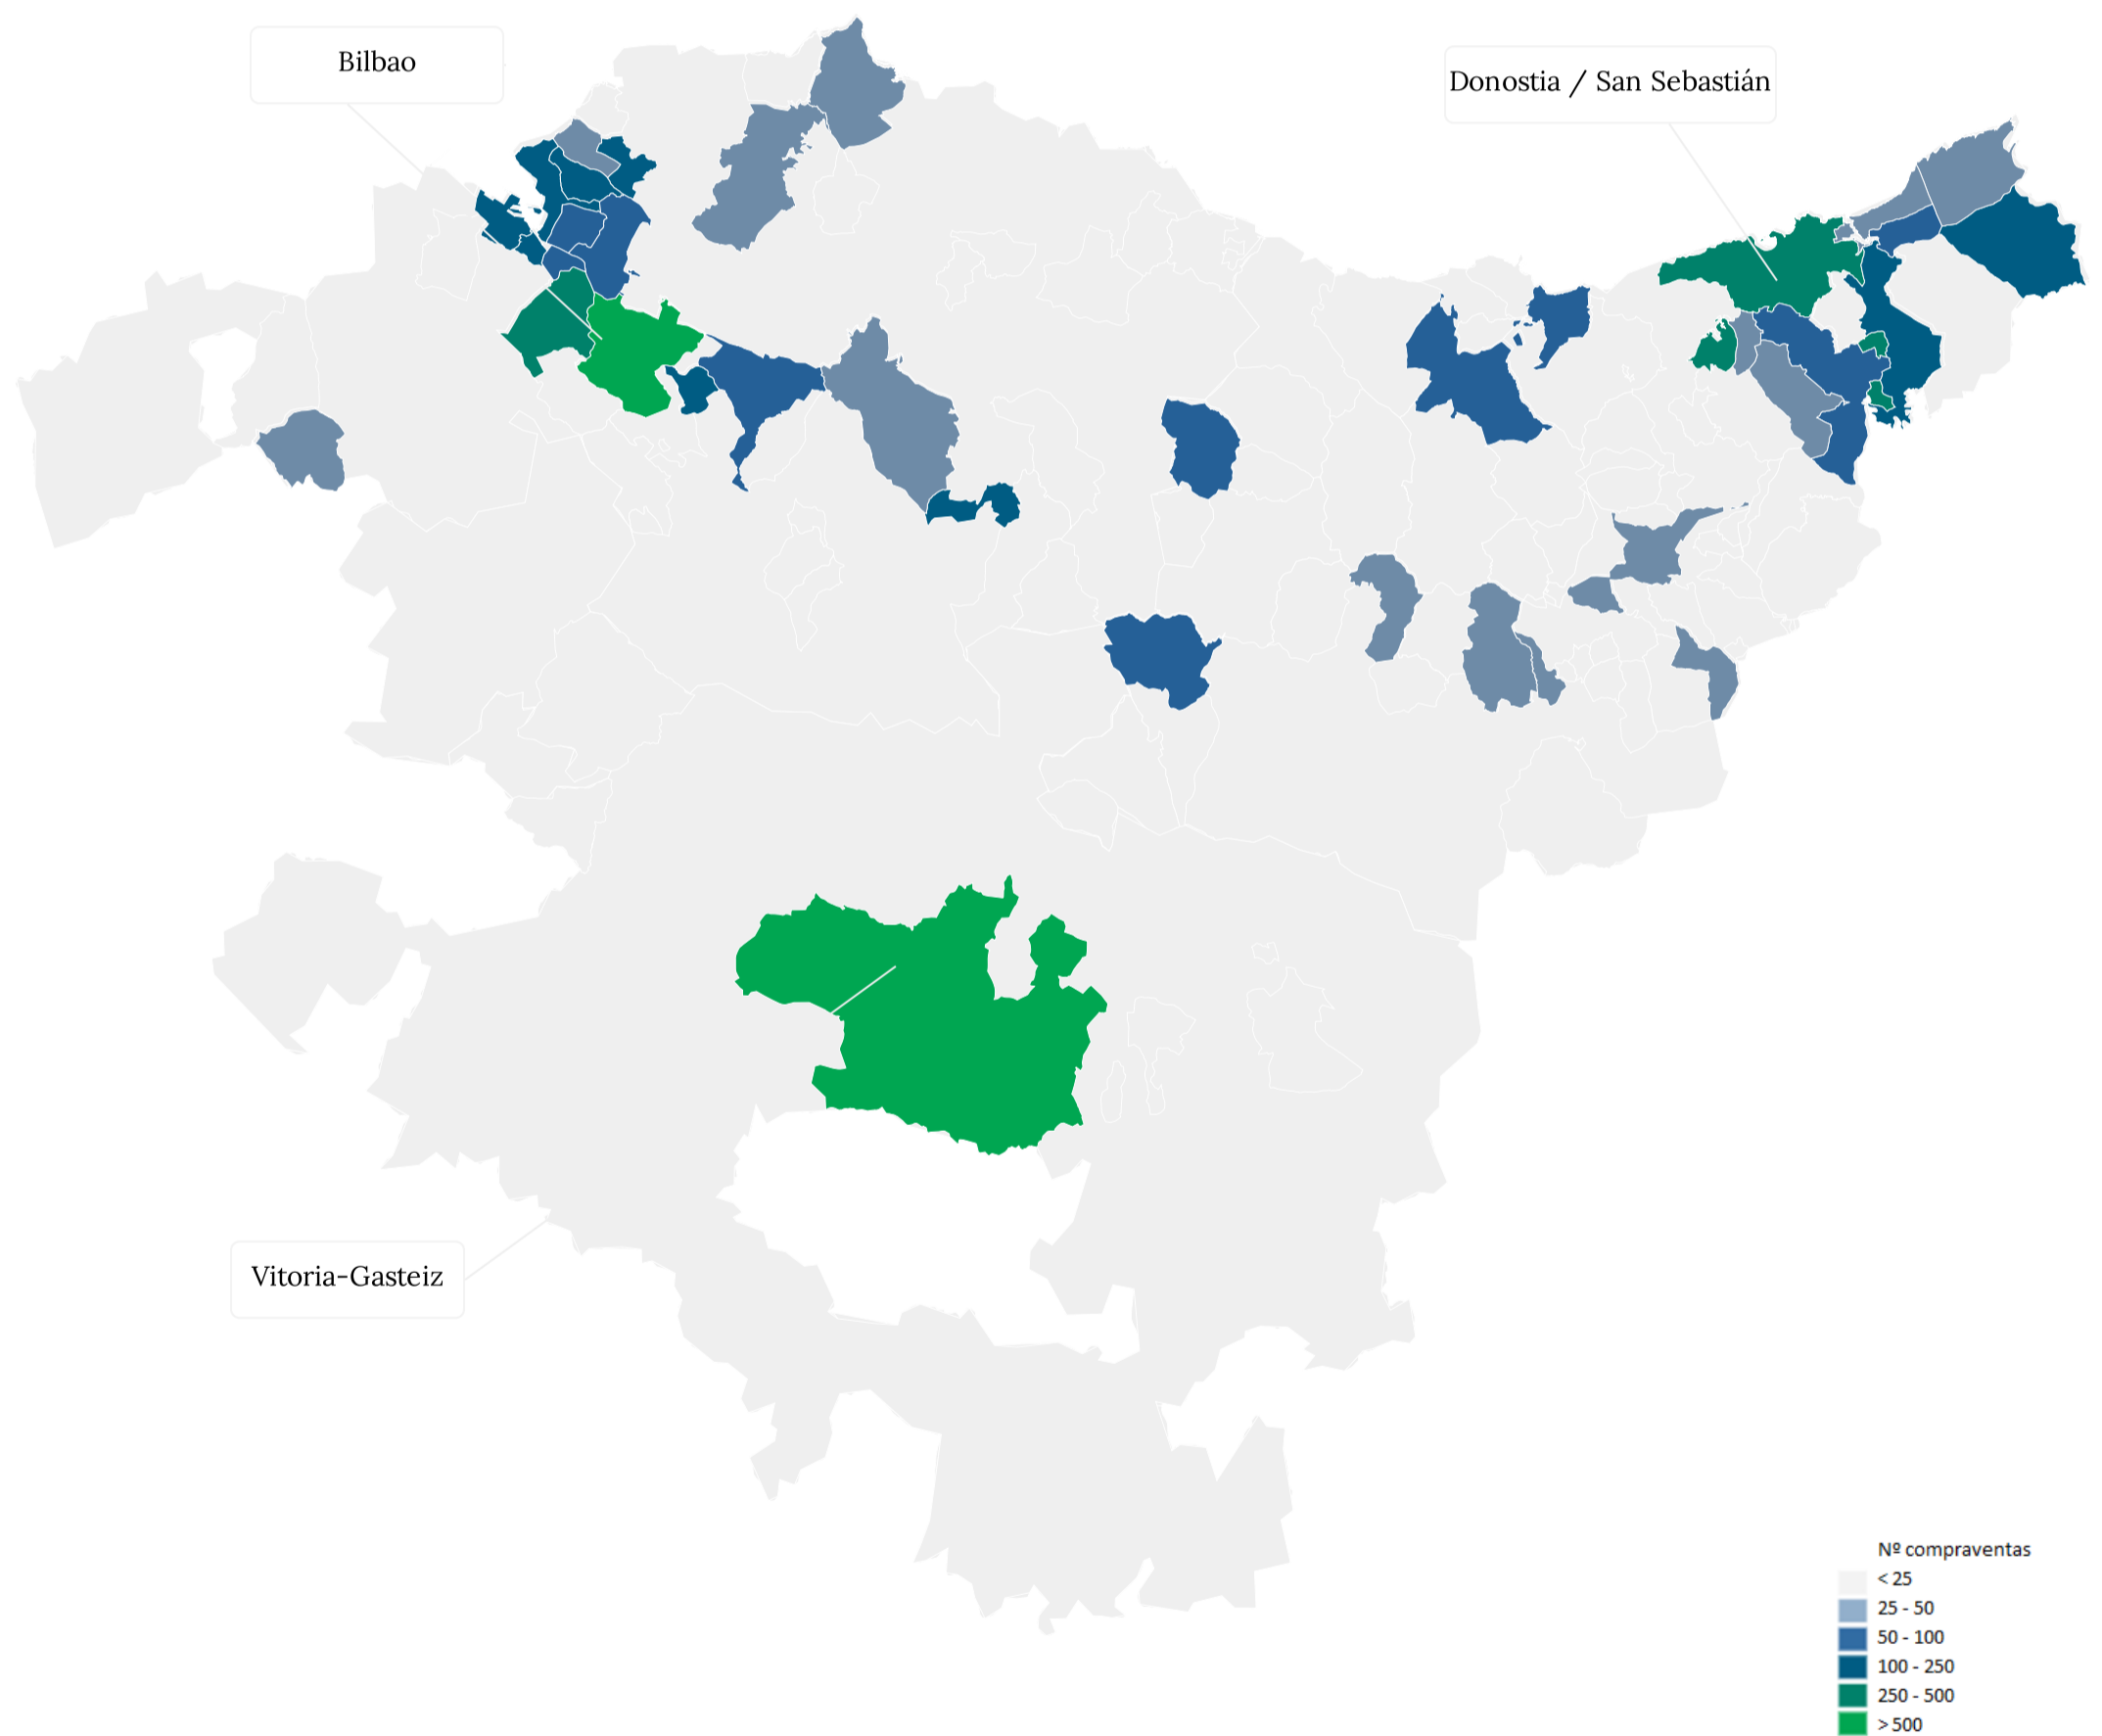 Bilbao
Donostia / San Sebastián
Vitoria-Gasteiz
Nº compraventas
< 25
25 - 50
50 - 100
100 - 250
250 - 500
> 500